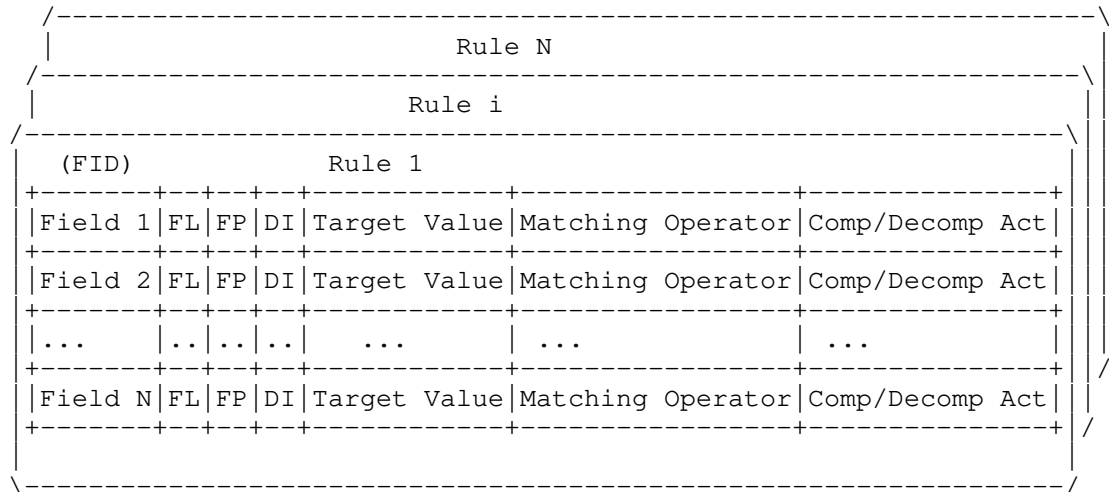 Rule N
Rule i
(FID) Rule 1
|Field 1|FL|FP|DI|Target Value|Matching Operator|Comp/Decomp Act|
|Field 2|FL|FP|DI|Target Value|Matching Operator|Comp/Decomp Act|
|... |..|..|..| ... | ... | ... |
|Field N|FL|FP|DI|Target Value|Matching Operator|Comp/Decomp Act|